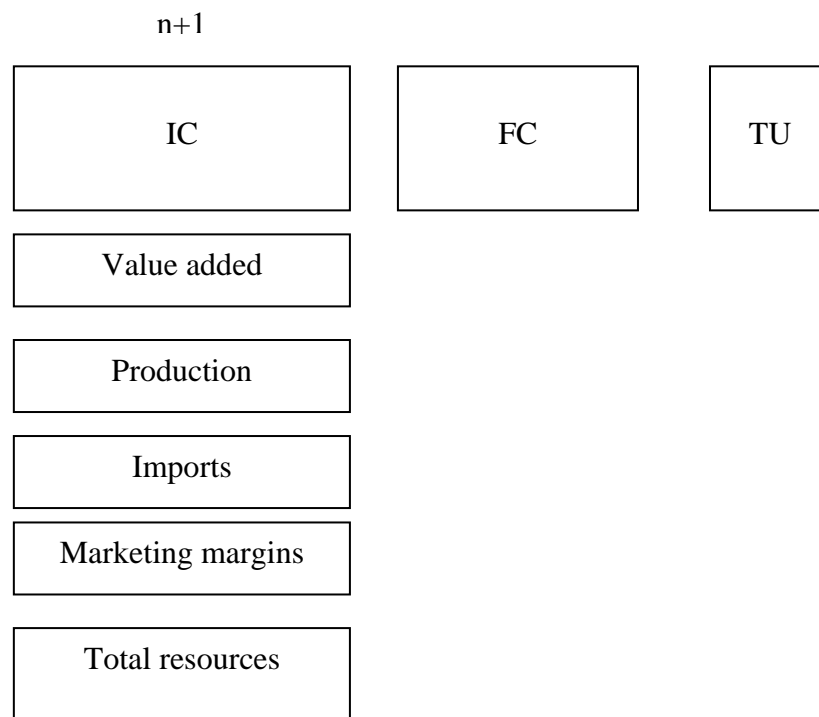 n+1
IC FC TU
Value added
Production
Imports
Marketing margins
Total resources